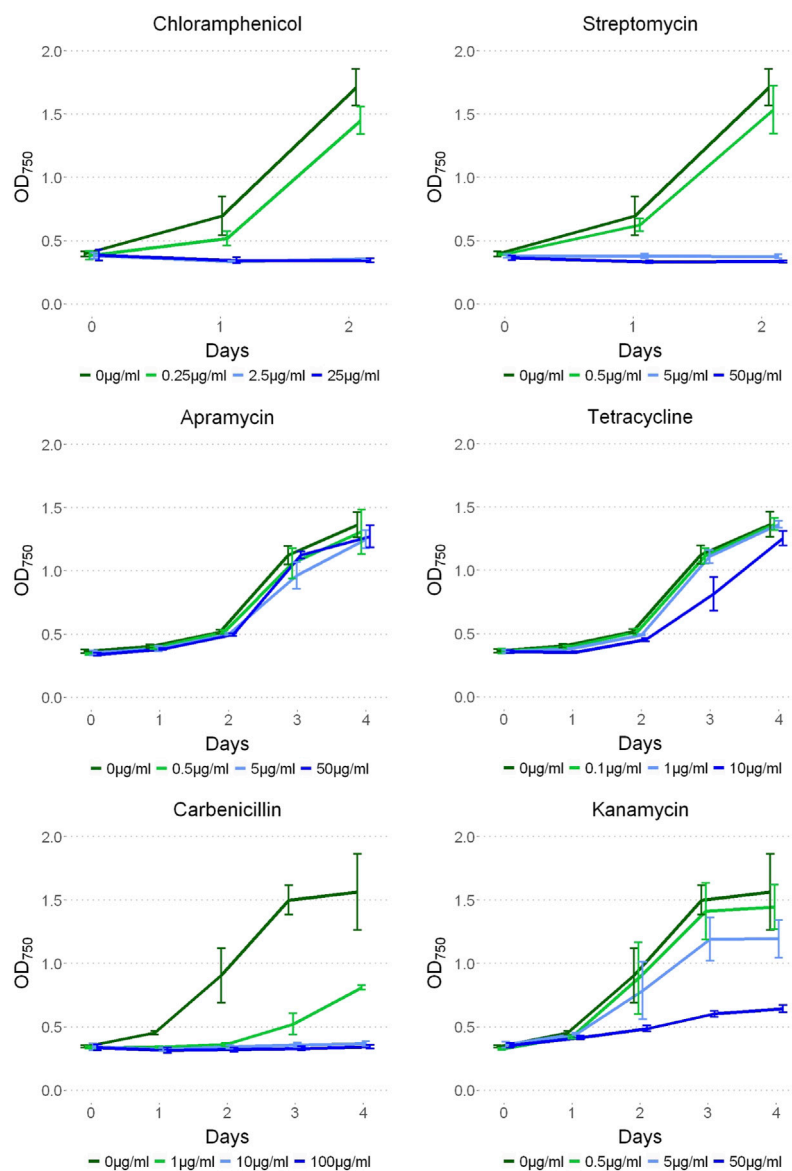 Chloramphenicol
2.0
1.5
1.0
0.5
0.0
OD750
0 1 2
Days
0µg/ml 0.25µg/ml 2.5µg/ml 25µg/ml
Streptomycin
2.0
1.5
1.0
0.5
0.0
OD750
0 1 2
Days
0µg/ml 0.5µg/ml 5µg/ml 50µg/ml
Apramycin
2.0
1.5
1.0
0.5
0.0
OD750
0 1 2 3 4
Days
0µg/ml 0.5µg/ml 5µg/ml 50µg/ml
Tetracycline
2.0
1.5
1.0
0.5
0.0
OD750
0 1 2 3 4
Days
0µg/ml 0.1µg/ml 1µg/ml 10µg/ml
Carbenicillin
2.0
1.5
1.0
0.5
0.0
OD750
0 1 2 3 4
Days
0µg/ml 1µg/ml 10µg/ml 100µg/ml
Kanamycin
2.0
1.5
1.0
0.5
0.0
OD750
0 1 2 3 4
Days
0µg/ml 0.5µg/ml 5µg/ml 50µg/ml